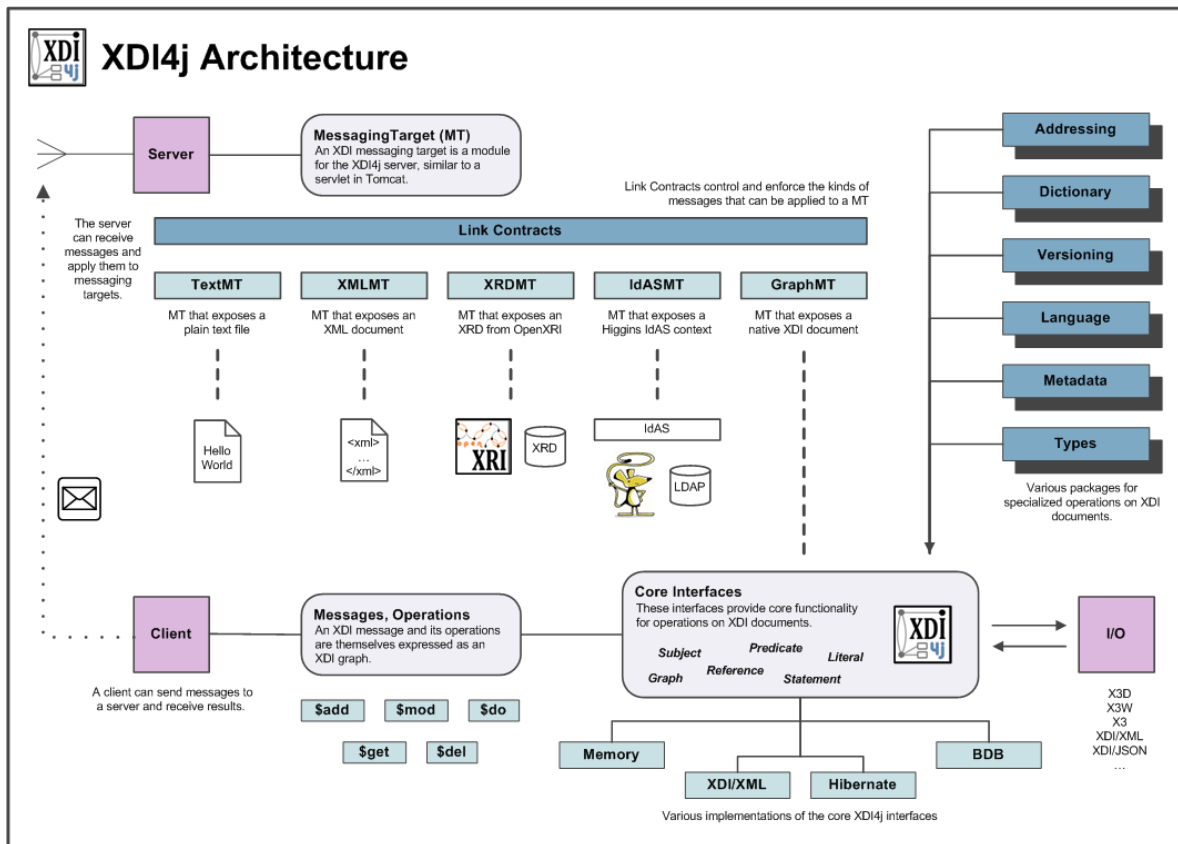 XDI
4j
XDI4j Architecture
Server
MessagingTarget (MT)
An XDI messaging target is a module
for the XDI4j server, similar to a
servlet in Tomcat.
Addressing
Dictionary
Versioning
Language
Metadata
Types
Various packages for
specialized operations on XDI
documents.
Link Contracts control and enforce the kinds of
messages that can be applied to a MT
The server
can receive
messages and
apply them to
messaging
targets.
Link Contracts
TextMT
XMLMT
XRDMT
IdASMT
GraphMT
MT that exposes a
plain text file
MT that exposes an
XML document
MT that exposes an
XRD from OpenXRI
MT that exposes a
Higgins IdAS context
MT that exposes a
native XDI document
Hello
World
<xml>
...
</xml>
open
XRI
XRD
IdAS
LDAP
Client
A client can send messages to
a server and receive results.
Messages, Operations
An XDI message and its operations
are themselves expressed as an
XDI graph.
$add
$mod
$do
$get
$del
Core Interfaces
These interfaces provide core functionality
for operations on XDI documents.
Subject
Predicate
Literal
Graph
Reference
Statement
XDI
4j
I/O
X3D
X3W
X3
XDI/XML
XDI/JSON
...
Memory
BDB
XDI/XML
Hibernate
Various implementations of the core XDI4j interfaces